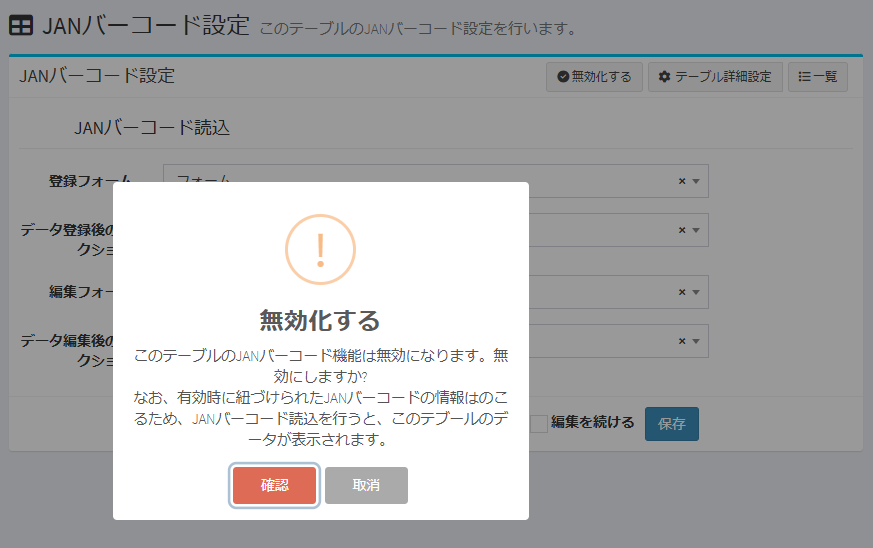 JANバーコード設定 このテーブルのJANバーコード設定を行います。
JANバーコード設定 無効化する テーブル詳細設定 一覧
JANバーコード読込
登録フォーム フォーム × 
データ登録後の
クショ
×
編集フォー
×
データ編集後の
クショ
×
!
無効化する
このテーブルのJANバーコード機能は無効になります。無
効にしますか?
なお、有効時に紐づけられたJANバーコードの情報はのこ
るため、JANバーコード読込を行うと、このテブールのデ
ータが表示されます。
編集を続ける 保存
確認 取消